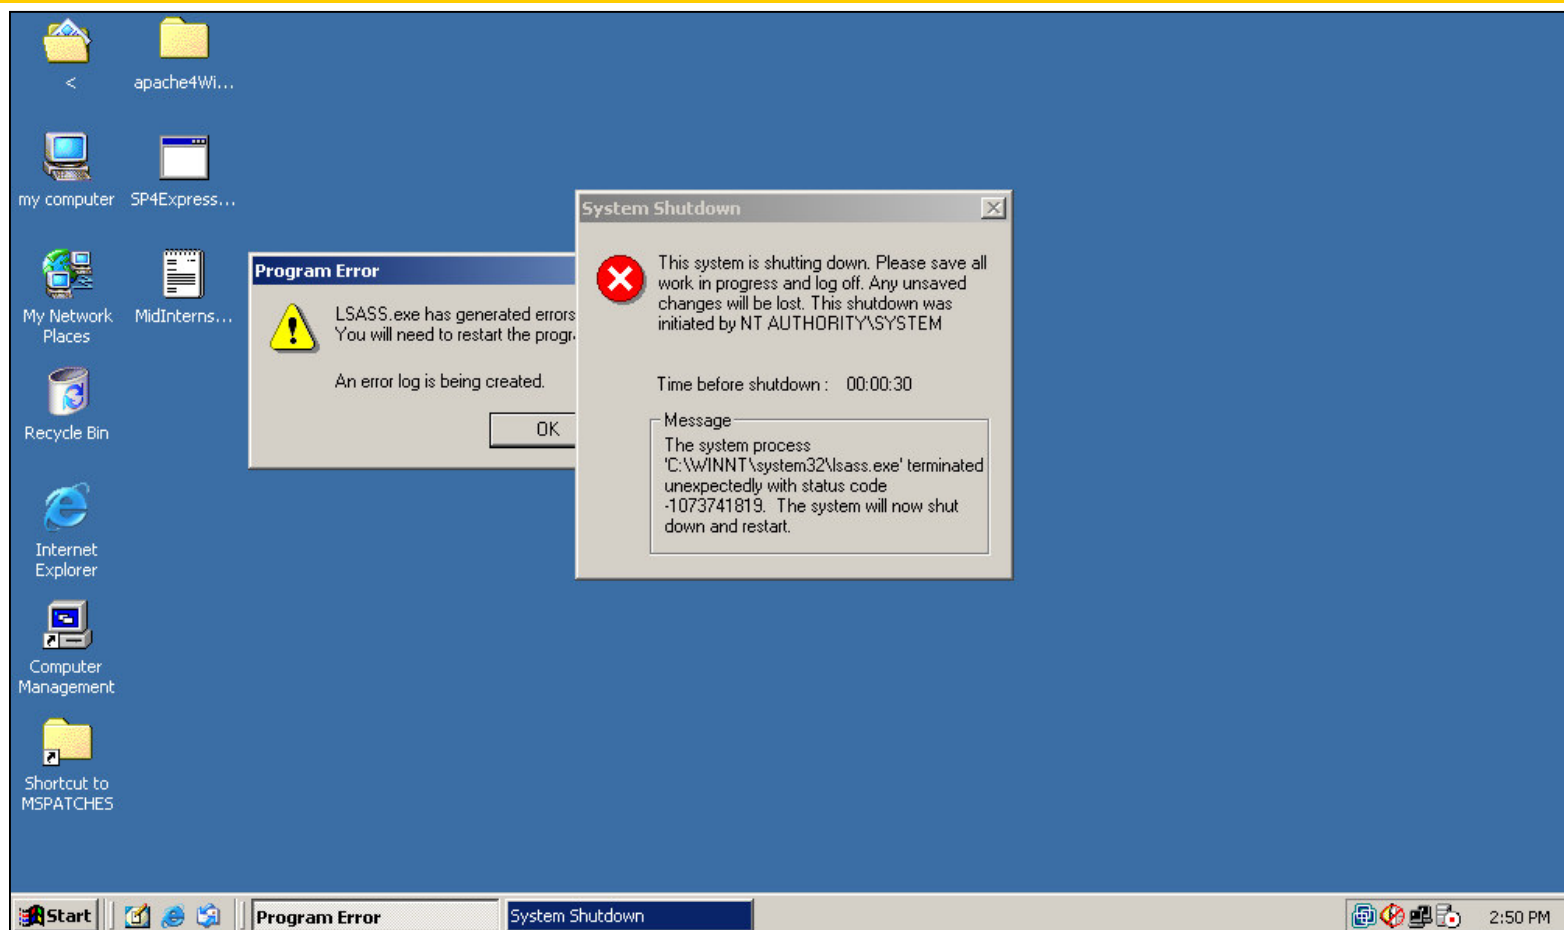 <
apache4Wi...
my computer
SP4Express...
My Network
Places
MidInterns...
Recycle Bin
Internet
Explorer
Computer
Management
Shortcut to
MSPATCHES
Program Error
LSASS.exe has generated errors
You will need to restart the progr
An error log is being created.
OK
System Shutdown
This system is shutting down. Please save all
work in progress and log off. Any unsaved
changes will be lost. This shutdown was
initiated by NT AUTHORITY\SYSTEM
Time before shutdown : 00:00:30
Message
The system process
'C:\WINNT\system32\lsass.exe' terminated
unexpectedly with status code
-1073741819. The system will now shut
down and restart.
Start
Program Error
System Shutdown
2:50 PM